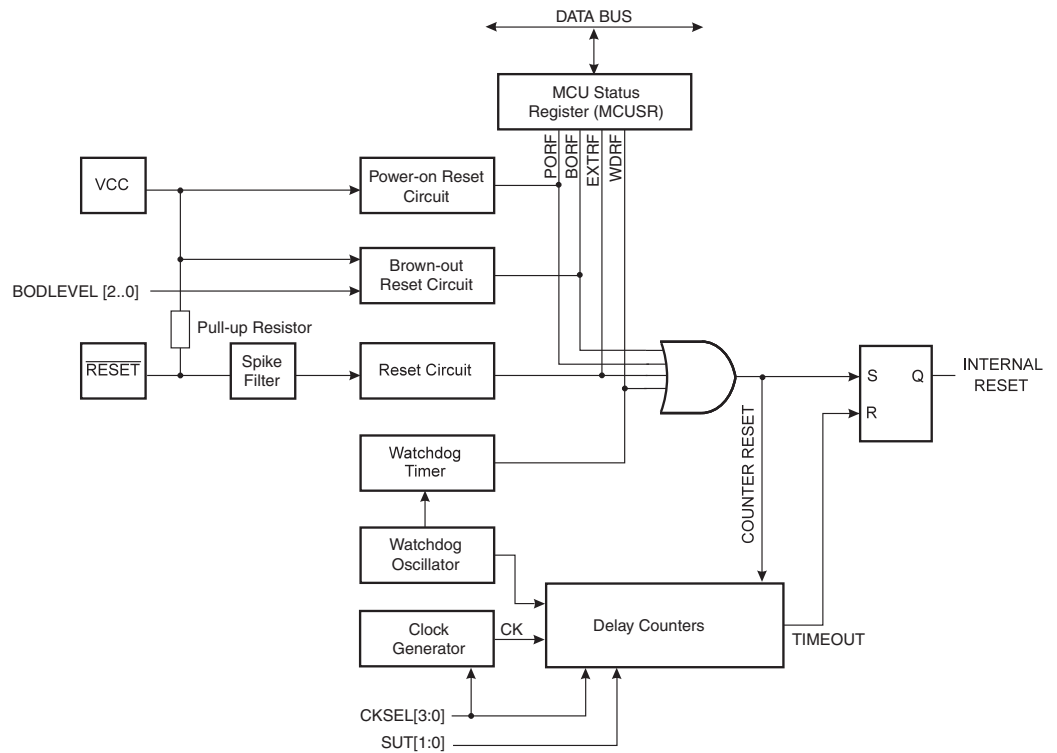 DATA BUS
MCU Status
Register (MCUSR)
PORF
BORF
EXTRF
WDRF
VCC
Power-on Reset
Circuit
Brown-out
Reset Circuit
BODLEVEL [2..0]
Pull-up Resistor
RESET
Spike
Filter
Reset Circuit
S
Q
R
INTERNAL
RESET
COUNTER RESET
Watchdog
Timer
Watchdog
Oscillator
Clock
Generator
CK
Delay Counters
TIMEOUT
CKSEL[3:0]
SUT[1:0]